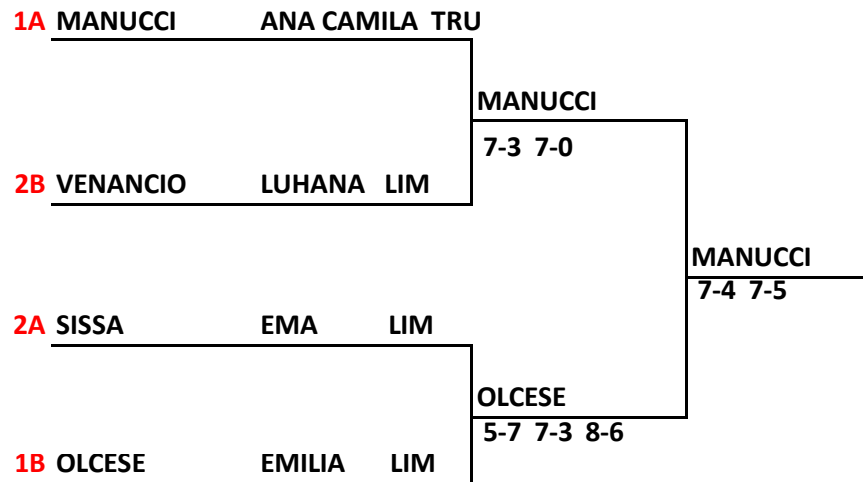 1A MANUCCI ANA CAMILA TRU
MANUCCI
7-3 7-0
2B VENANCIO LUHANA LIM
MANUCCI
7-4 7-5
2A SISSA EMA LIM
OLCESE
5-7 7-3 8-6
1B OLCESE EMILIA LIM